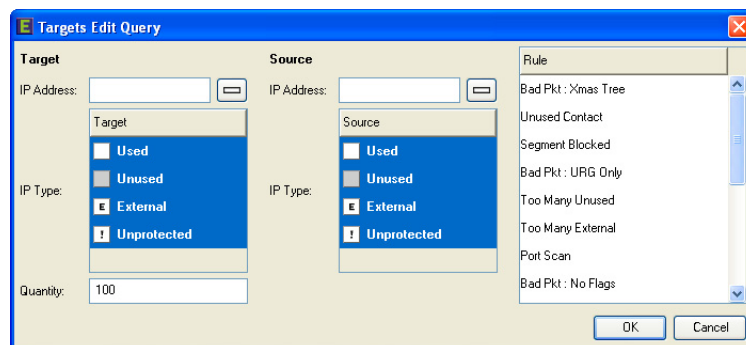 E Targets Edit Query
Target
IP Address:
Target
Used
Unused
E External
! Unprotected
IP Type:
Quantity: 100
Source
IP Address:
Source
Used
Unused
E External
! Unprotected
IP Type:
Rule
Bad Pkt : Xmas Tree
Unused Contact
Segment Blocked
Bad Pkt : URG Only
Too Many Unused
Too Many External
Port Scan
Bad Pkt : No Flags
OK
Cancel